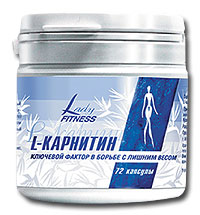 Lady
FITNESS
L-КАРНИТИН
КЛЮЧЕВОЙ ФАКТОР В БОРЬБЕ С ЛИШНИМ ВЕСОМ
72 капсулы